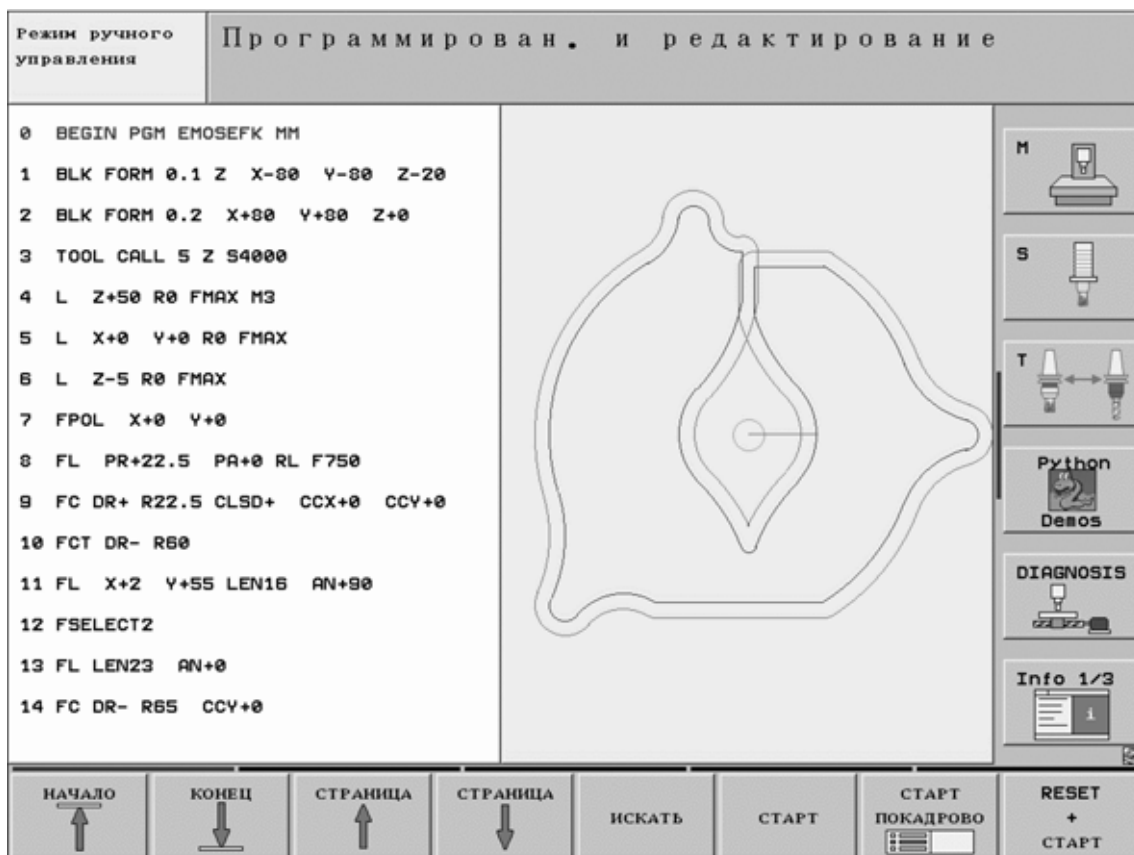 Режим ручного
управления
Программирован. и редактирование
0 BEGIN PGM EMOSEFK MM
1 BLK FORM 0.1 Z X-80 Y-80 Z-20
2 BLK FORM 0.2 X+80 Y+80 Z+0
3 TOOL CALL 5 Z S4000
4 L Z+50 R0 FMAX M3
5 L X+0 Y+0 R0 FMAX
6 L Z-5 R0 FMAX
7 FPOL X+0 Y+0
8 FL PR+22.5 PA+0 RL F750
9 FC DR+ R22.5 CLSD+ CCX+0 CCY+0
10 FCT DR- R60
11 FL X+2 Y+55 LEN16 AN+90
12 FSELECT2
13 FL LEN23 AN+0
14 FC DR- R65 CCY+0
M
S
T
Python
Demos
DIAGNOSIS
Info 1/3
i
НАЧАЛО
КОНЕЦ
СТРАНИЦА
СТРАНИЦА
ИСКАТЬ
СТАРТ
СТАРТ
ПОКАДРОВО
RESET
+
СТАРТ